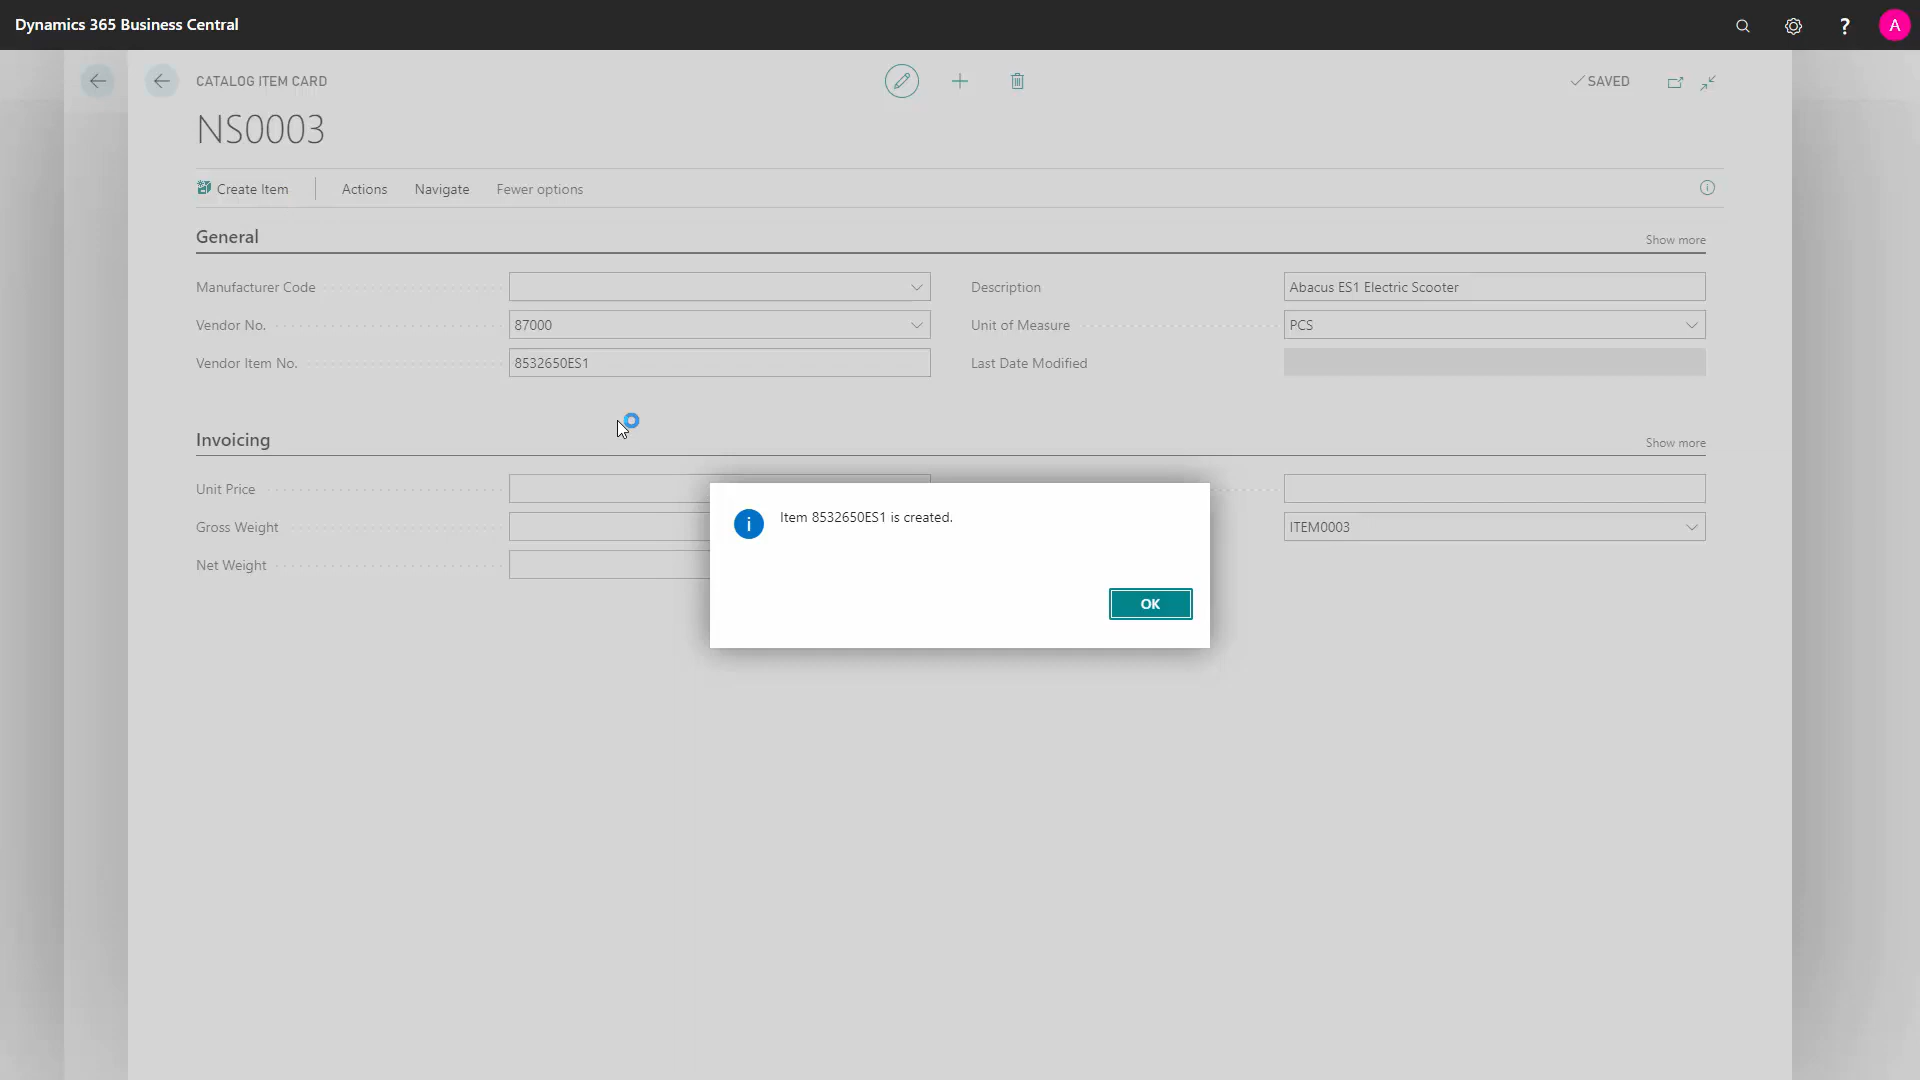 Dynamics 365 Business Central
?
A
CATALOG ITEM CARD
SAVED
NS0003
Create Item
Actions
Navigate
Fewer options
General
Show more
Manufacturer Code
Description
Abacus ES1 Electric Scooter
Vendor No.
87000
Unit of Measure
PCS
Vendor Item No.
8532650ES1
Last Date Modified
Invoicing
Show more
Unit Price
Gross Weight
ITEM0003
Net Weight
Item 8532650ES1 is created.
OK